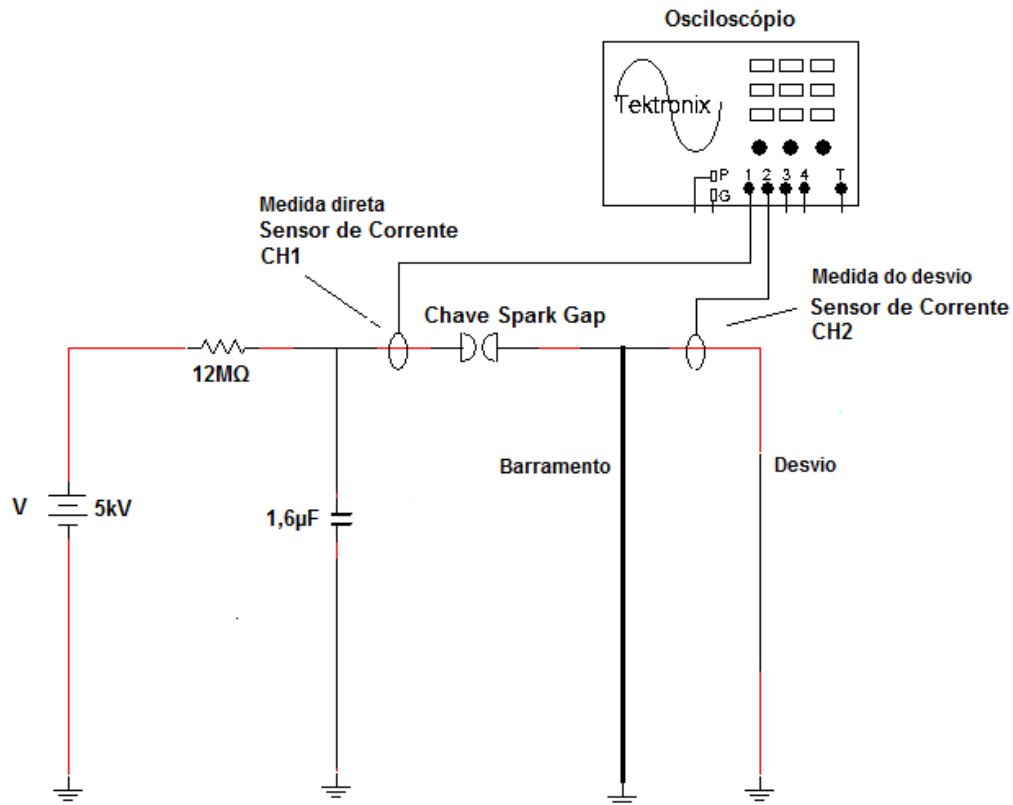 Osciloscópio
Tektronix
P
1 2 3 4 T
G
Medida direta
Sensor de Corrente
CH1
Medida do desvio
Sensor de Corrente
CH2
Chave Spark Gap
12MΩ
Barramento
Desvio
V
5kV
1,6µF